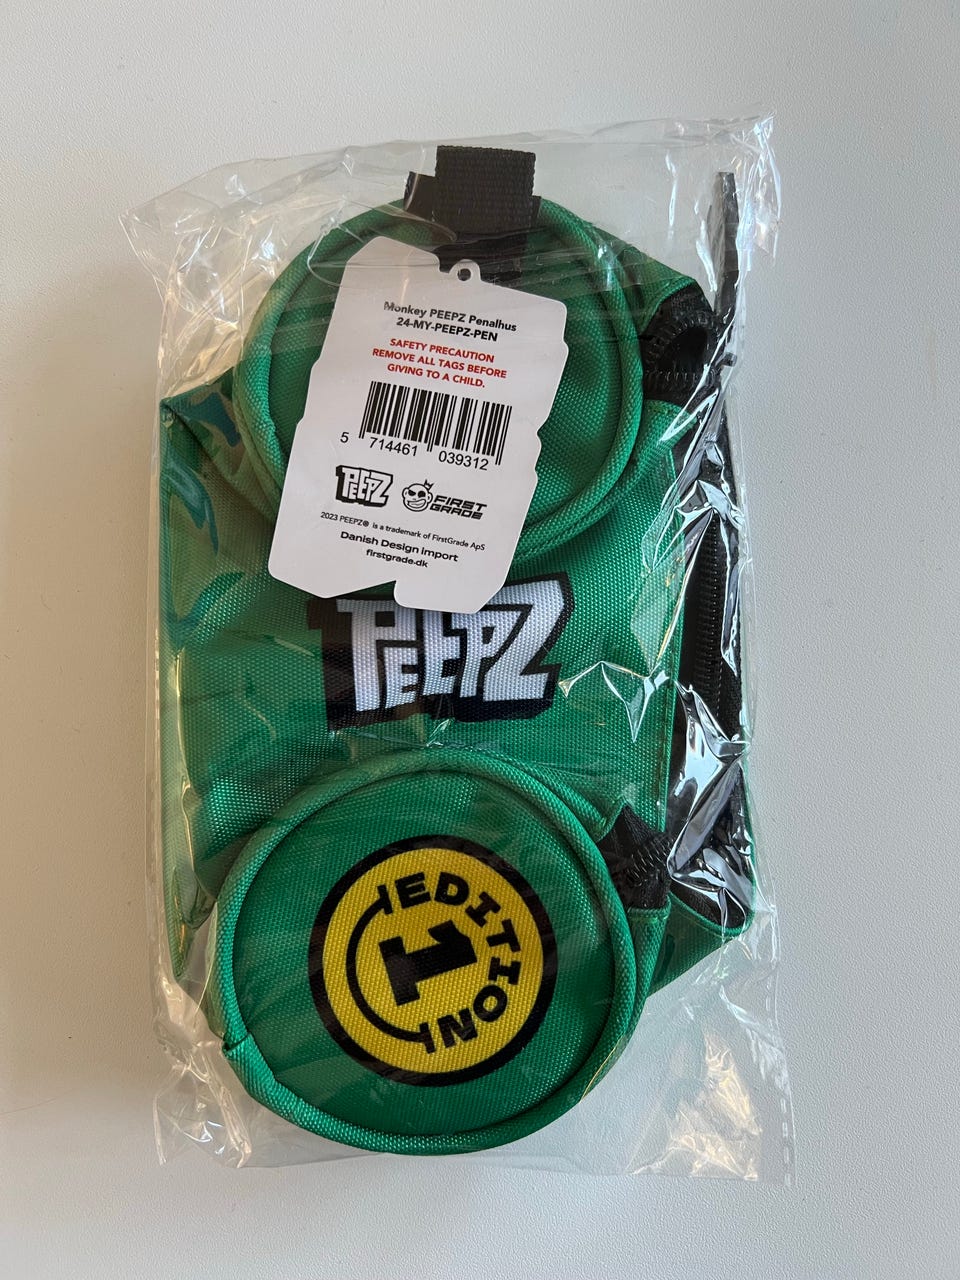 Monkey PEEPZ Penalhus
24-MY-PEEPZ-PEN
SAFETY PRECAUTION
REMOVE ALL TAGS BEFORE
GIVING TO A CHILD.
5 714461 039312
PEEPZ FIRST GRADE
2023 PEEPZ® is a trademark of FirstGrade ApS
Danish Design Import
firstgrade.dk
PEEPZ
EDITION
1